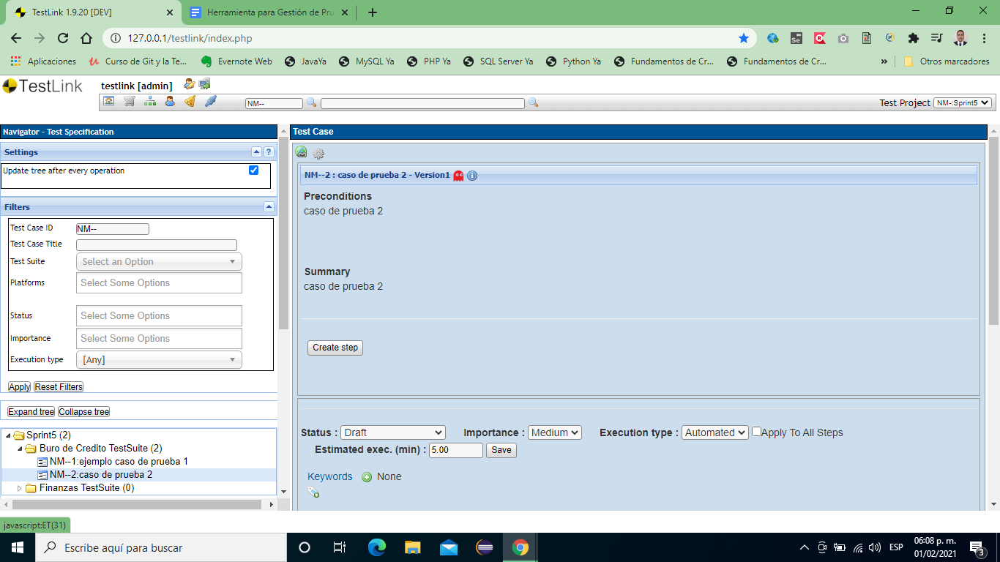 TestLink 1.9.20 [DEV]
Herramienta para Gestión de Pru
127.0.0.1/testlink/index.php
Aplicaciones
Curso de Git y la Te...
Evernote Web
JavaYa
MySQL Ya
PHP Ya
SQL Server Ya
Python Ya
Fundamentos de Cr...
Fundamentos de Cr...
»
Otros marcadores
TestLink
testlink [admin]
NM--
Test Project
NM-:Sprint5
Navigator - Test Specification
Settings
?
Update tree after every operation
Filters
Test Case ID
NM--
Test Case Title
Test Suite
Select an Option
Platforms
Select Some Options
Status
Select Some Options
Importance
Select Some Options
Execution type
[Any]
Apply
Reset Filters
Expand tree
Collapse tree
Sprint5 (2)
Buro de Credito TestSuite (2)
NM--1:ejemplo caso de prueba 1
NM--2:caso de prueba 2
Finanzas TestSuite (0)
Test Case
NM--2 : caso de prueba 2 - Version1
Preconditions
caso de prueba 2
Summary
caso de prueba 2
Create step
Status : Draft
Importance : Medium
Execution type : Automated
Apply To All Steps
Estimated exec. (min) : 5.00
Save
Keywords
None
javascript:ET(31)
Escribe aquí para buscar
ESP
06:08 p. m.
01/02/2021
3